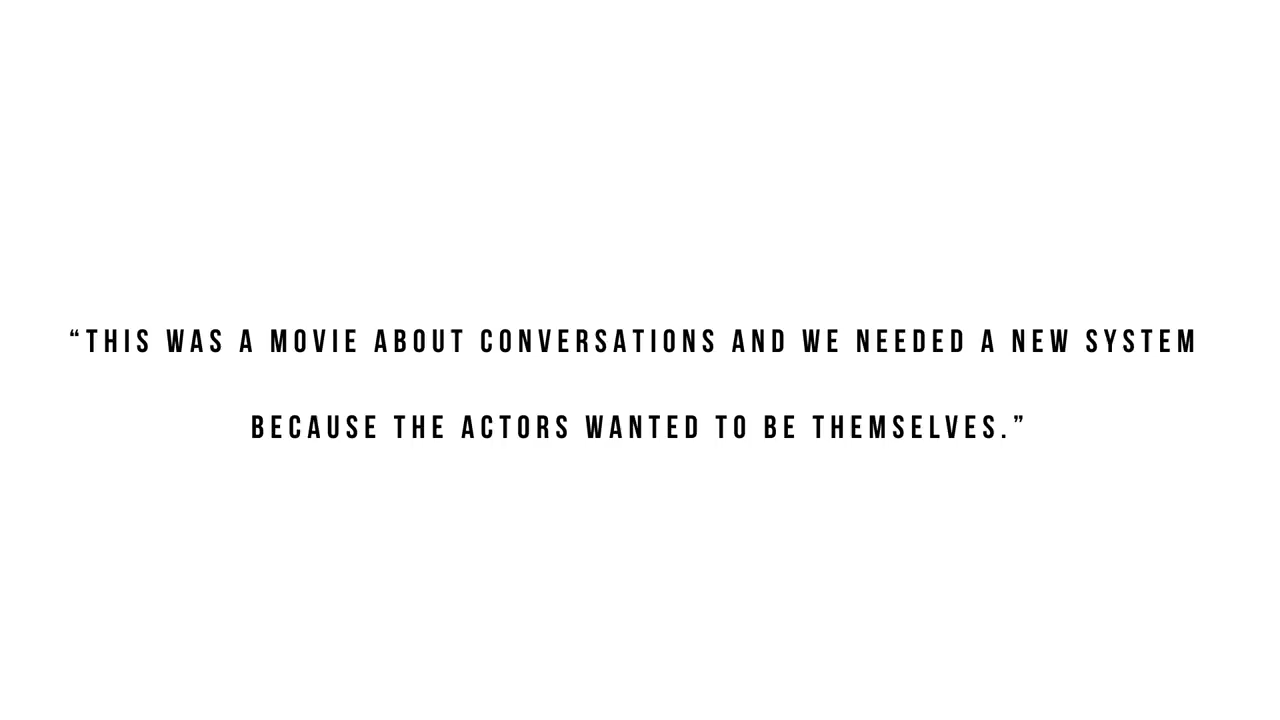 “THIS WAS A MOVIE ABOUT CONVERSATIONS AND WE NEEDED A NEW SYSTEM
BECAUSE THE ACTORS WANTED TO BE THEMSELVES.”